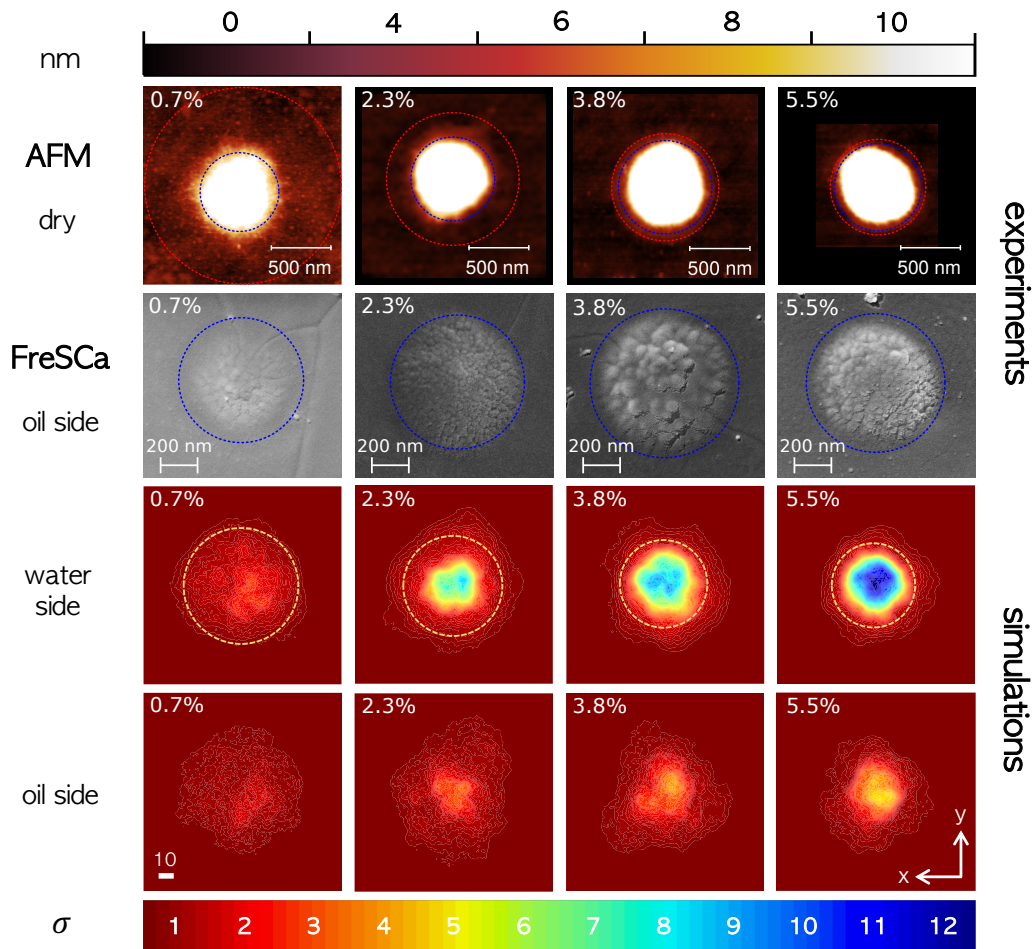 0 4 6 8 10
nm
0.7% 2.3% 3.8% 5.5%
AFM
dry
500 nm 500 nm 500 nm 500 nm
experiments
0.7% 2.3% 3.8% 5.5%
FreSCa
oil side
200 nm 200 nm 200 nm 200 nm
0.7% 2.3% 3.8% 5.5%
water
side
simulations
0.7% 2.3% 3.8% 5.5%
oil side
10
y
x
σ 1 2 3 4 5 6 7 8 9 10 11 12